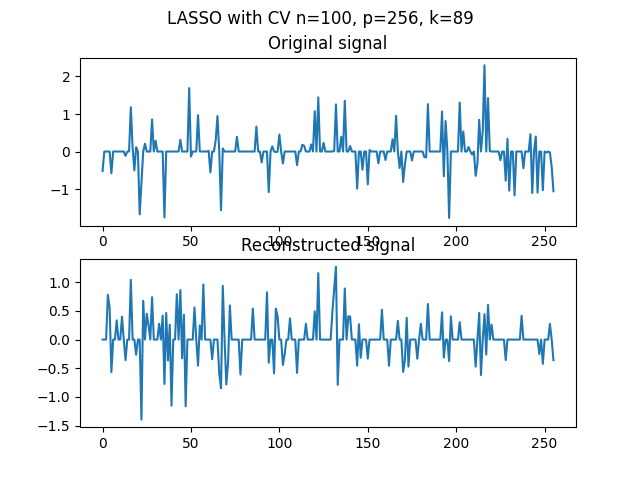 LASSO with CV n=100, p=256, k=89
Original signal
2
1
0
−1
0 50 100 150 200 250
Reconstructed signal
1.0
0.5
0.0
−0.5
−1.0
−1.5
0 50 100 150 200 250